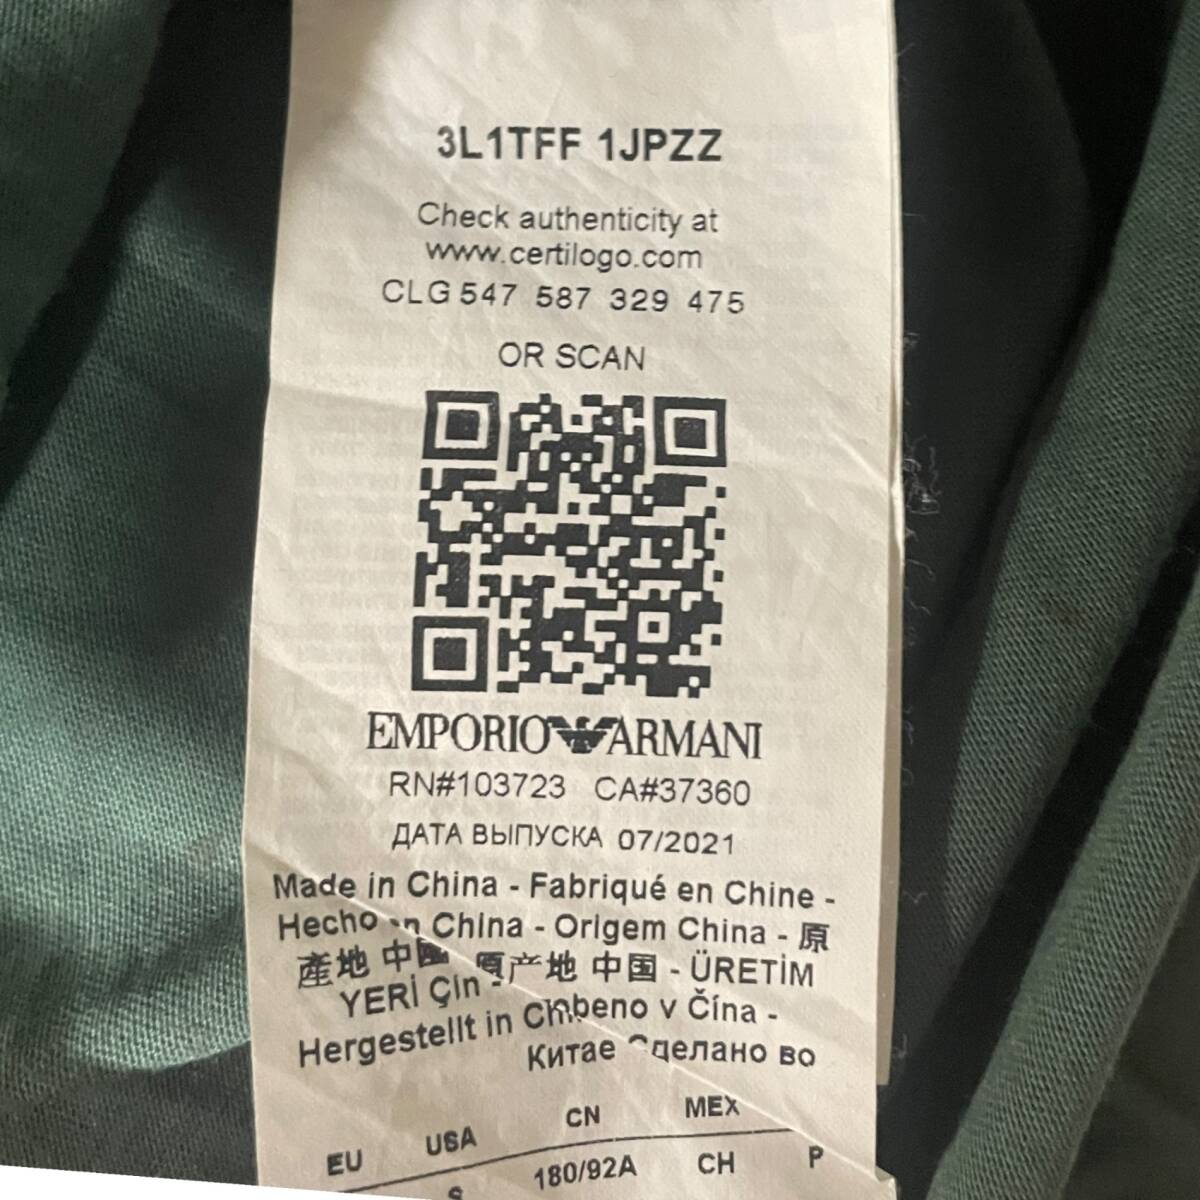 3L1TFF 1JPZZ
Check authenticity at
www.certilogo.com
CLG 547 587 329 475
OR SCAN
EMPORIO ARMANI
RN#103723 CA#37360
ДАТА ВЫПУСКА 07/2021
Made in China - Fabriqué en Chine -
Hecho en China - Origem China - 原
產地 中國 原产地 中国 - ÜRETİM
YERİ Çin -
beno v Čína -
Hergestellt in
Китае Сделано во
EU USA CN MEX P
S 180/92A CH